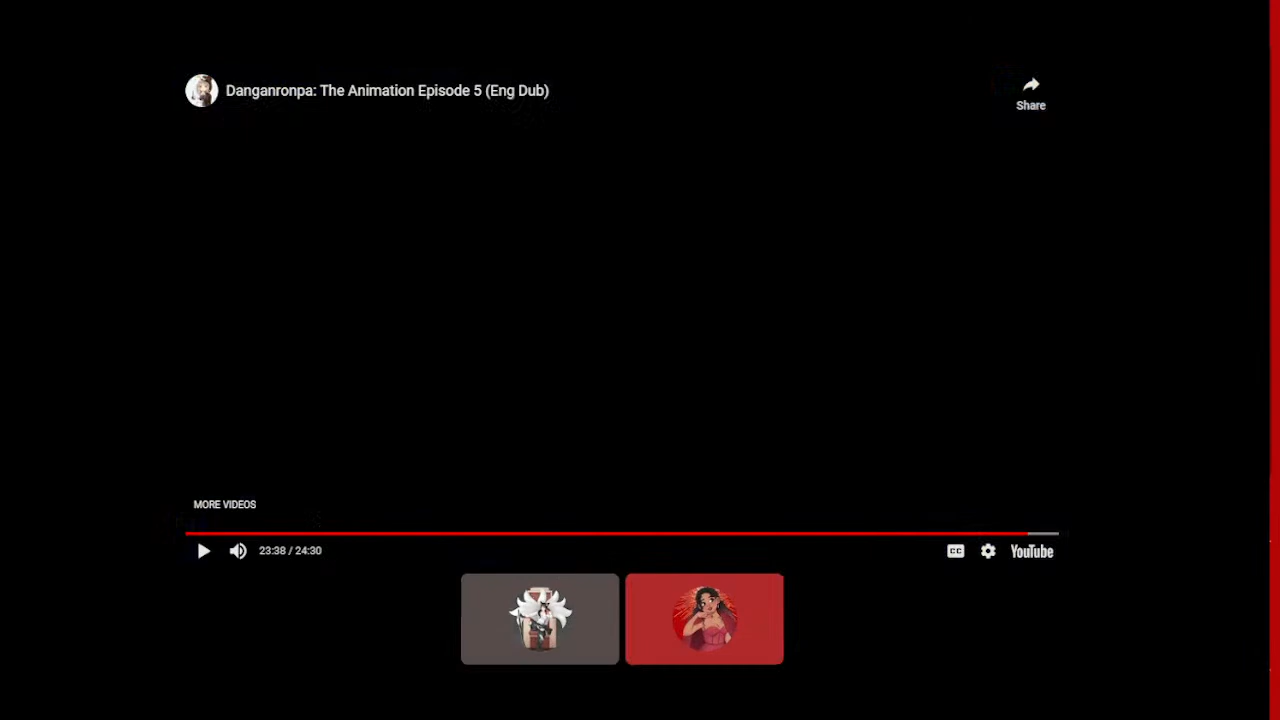 Danganronpa: The Animation Episode 5 (Eng Dub)
Share
MORE VIDEOS
23:38 / 24:30
CC
YouTube